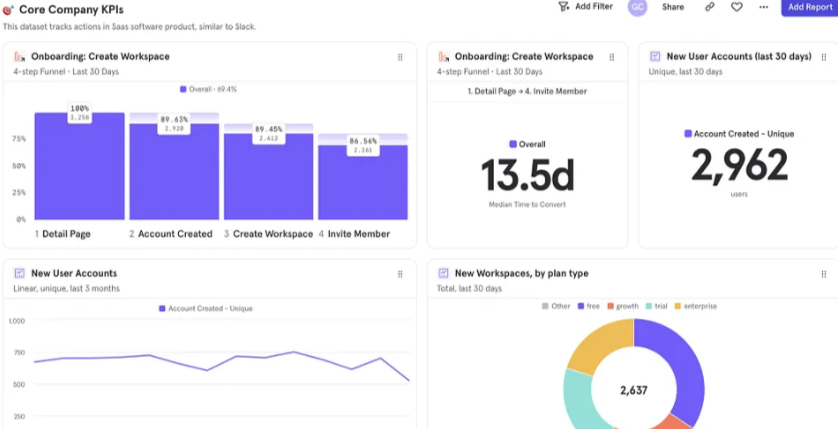 Core Company KPIs
Add Filter
GC
Share
Add Report
This dataset tracks actions in Saas software product, similar to Slack.
Onboarding: Create Workspace
4-step Funnel · Last 30 Days
Overall - 69.4%
100%
3,258
89.63%
2,920
89.45%
2,612
86.56%
2,261
75%
50%
25%
0%
1 Detail Page
2 Account Created
3 Create Workspace
4 Invite Member
Onboarding: Create Workspace
4-step Funnel · Last 30 Days
1. Detail Page → 4. Invite Member
Overall
13.5d
Median Time to Convert
New User Accounts (last 30 days)
Unique, last 30 days
Account Created - Unique
2,962
users
New User Accounts
Linear, unique, last 3 months
Account Created - Unique
1,000
750
500
250
New Workspaces, by plan type
Total, last 30 days
Other
free
growth
trial
enterprise
2,637